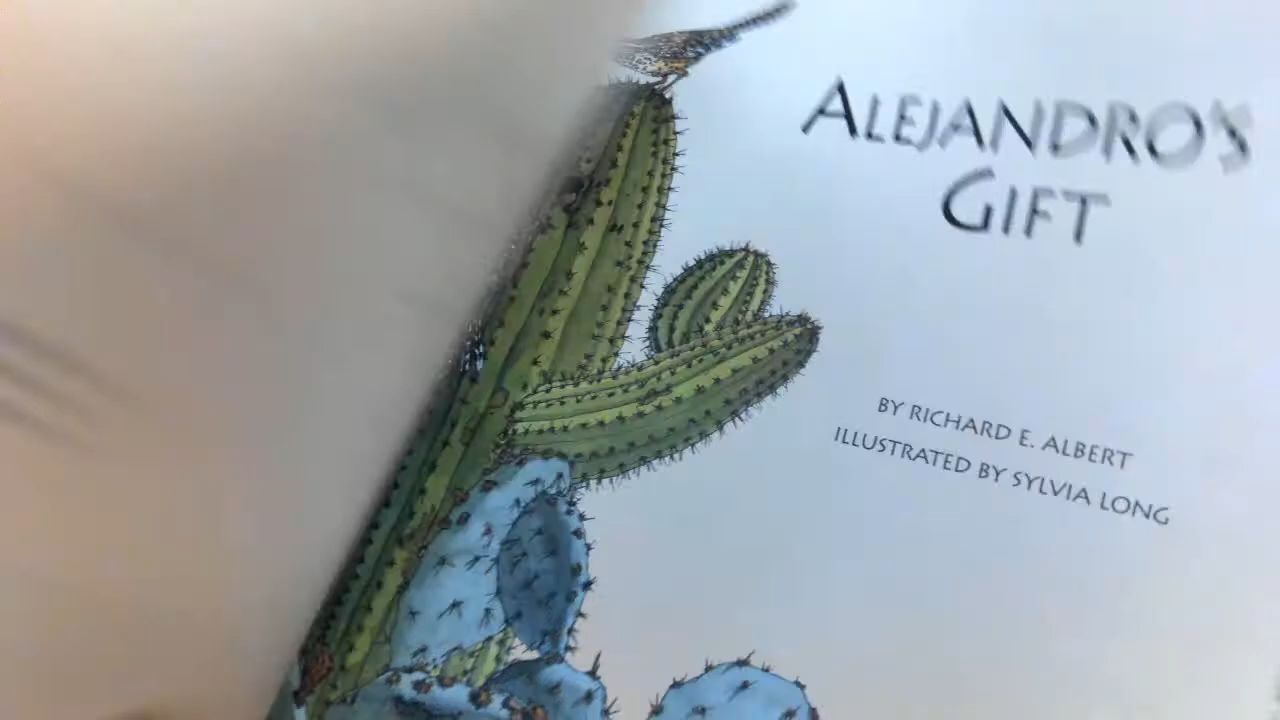 ALEJANDRO'S
GIFT
BY RICHARD E. ALBERT
ILLUSTRATED BY SYLVIA LONG